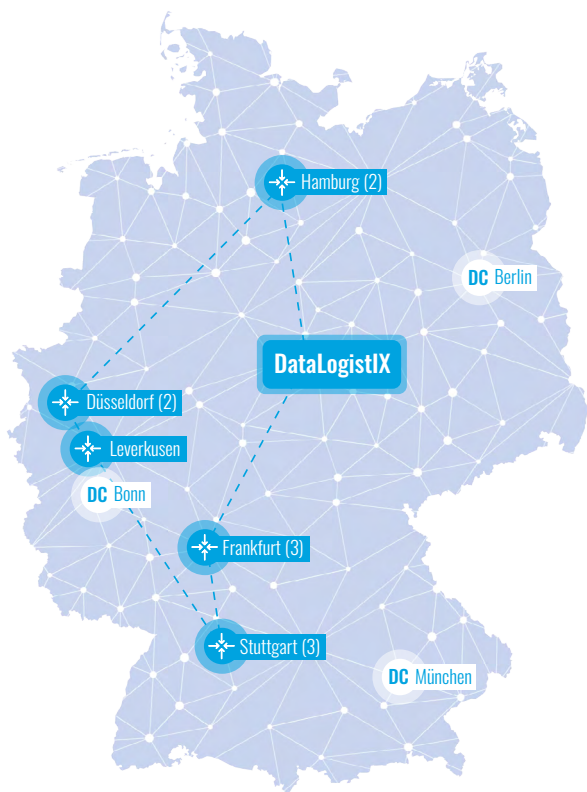 Hamburg (2)
DC Berlin
DataLogistIX
Düsseldorf (2)
Leverkusen
DC Bonn
Frankfurt (3)
Stuttgart (3)
DC München